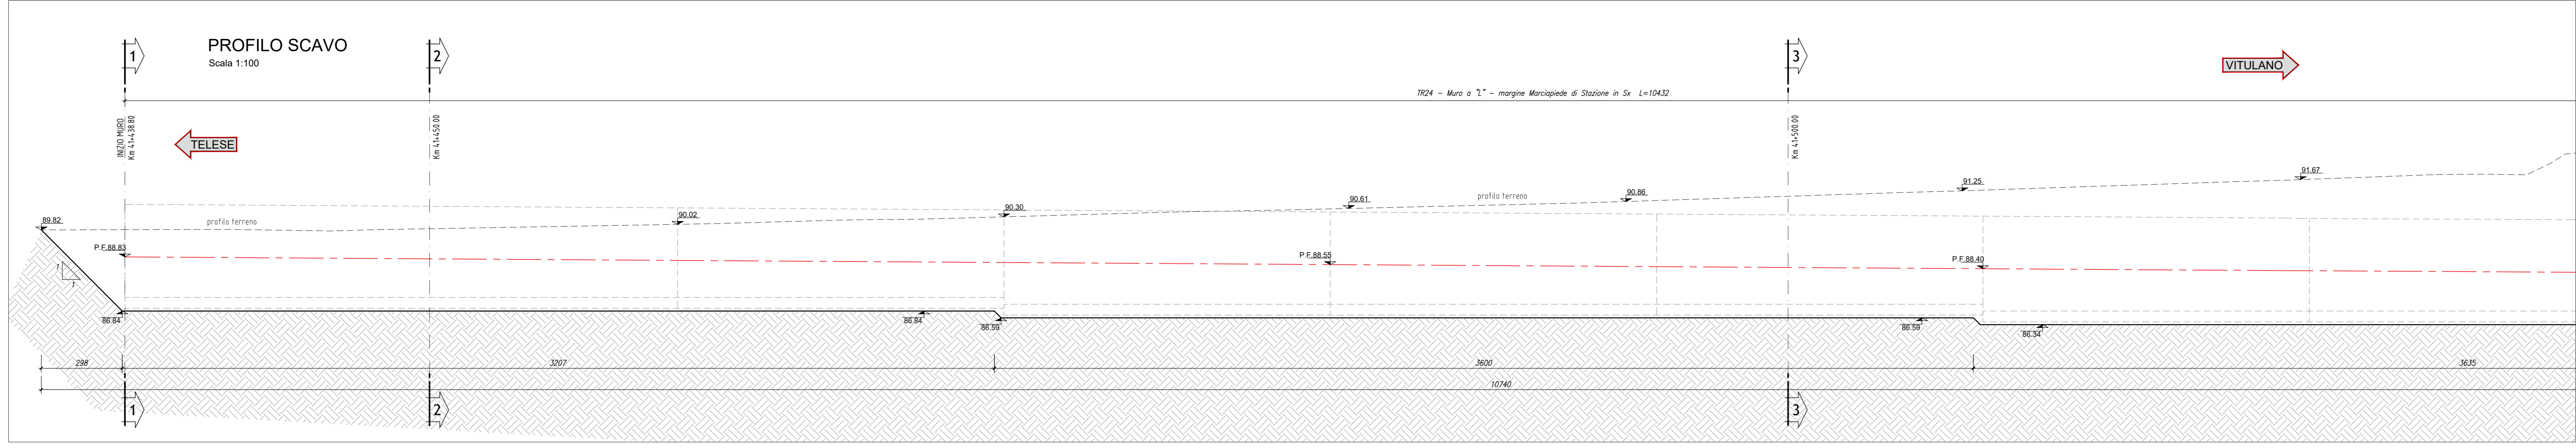 1
PROFILO SCAVO
Scala 1:100
2
3
VITULANO
TR24 - Muro a "L" - margine Marciapiede di Stazione in Sx L=10432
INIZIO MURO
Km 41+438.80
TELESE
Km 41+450.00
Km 41+500.00
89.82
profilo terreno
90.02
90.30
90.61
profilo terreno
90.86
91.25
91.67
P.F.88.83
P.F.88.55
P.F.88.40
1
1
86.84
86.84
86.59
86.59
86.34
298
3207
3600
3635
10740
1
2
3